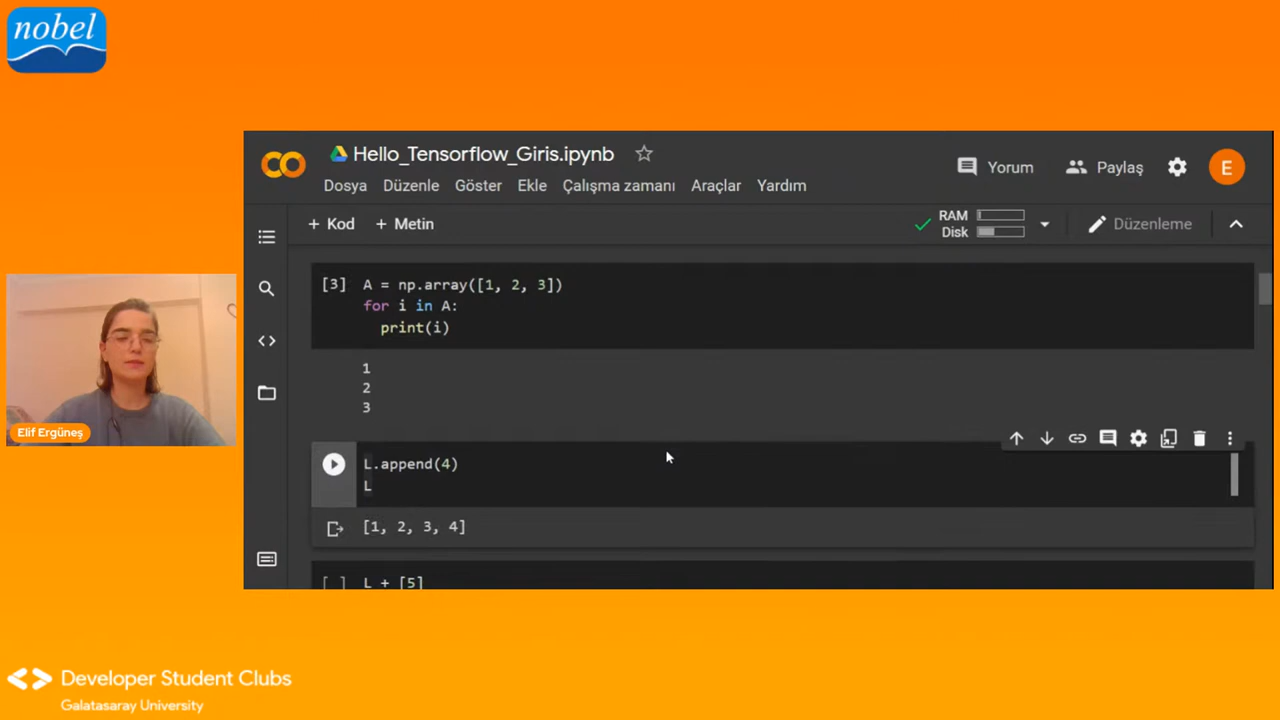 nobel
Hello_Tensorflow_Giris.ipynb
Yorum
Paylaş
E
Dosya
Düzenle
Göster
Ekle
Çalışma zamanı
Araçlar
Yardım
+ Kod
+ Metin
RAM
Disk
Düzenleme
[3] A = np.array([1, 2, 3])
for i in A:
print(i)
1
2
3
L.append(4)
L
[1, 2, 3, 4]
[ ] L + [5]
Elif Ergüneş
Developer Student Clubs
Galatasaray University